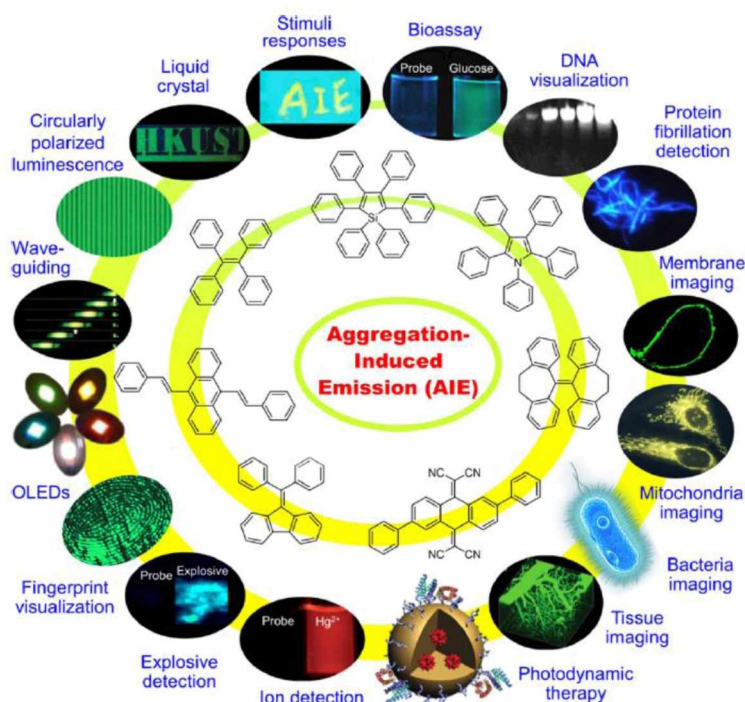 Stimuli
responses
AIE
Bioassay
Probe
Glucose
DNA
visualization
Liquid
crystal
HKUST
Protein
fibrillation
detection
Circularly
polarized
luminescence
Si
N
Wave-
guiding
Membrane
imaging
Aggregation-
Induced
Emission (AIE)
OLEDs
NC
CN
NC
CN
Mitochondria
imaging
Bacteria
imaging
Fingerprint
visualization
Probe
Explosive
Explosive
detection
Probe
Hg²⁺
Ion detection
Tissue
imaging
Photodynamic
therapy